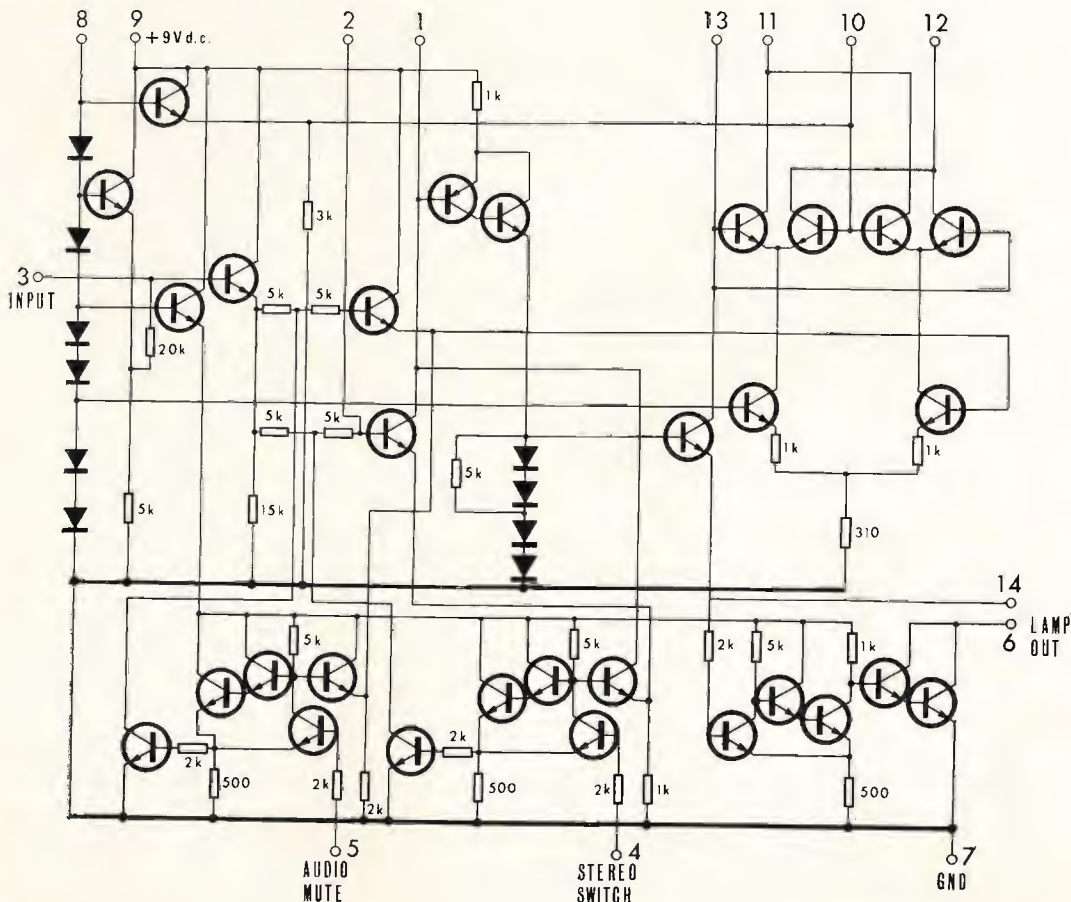 8 9 2 1 13 11 10 12
+9V d.c.
1k
3k
3
INPUT
5k 5k
20k
5k 5k
5k
1k 1k
5k 15k
310
14
5k 5k 2k 5k 1k
6
LAMP
OUT
2k 2k
500 2k 2k 500 2k 1k 500
5 4 7
AUDIO
MUTE
STEREO
SWITCH
GND